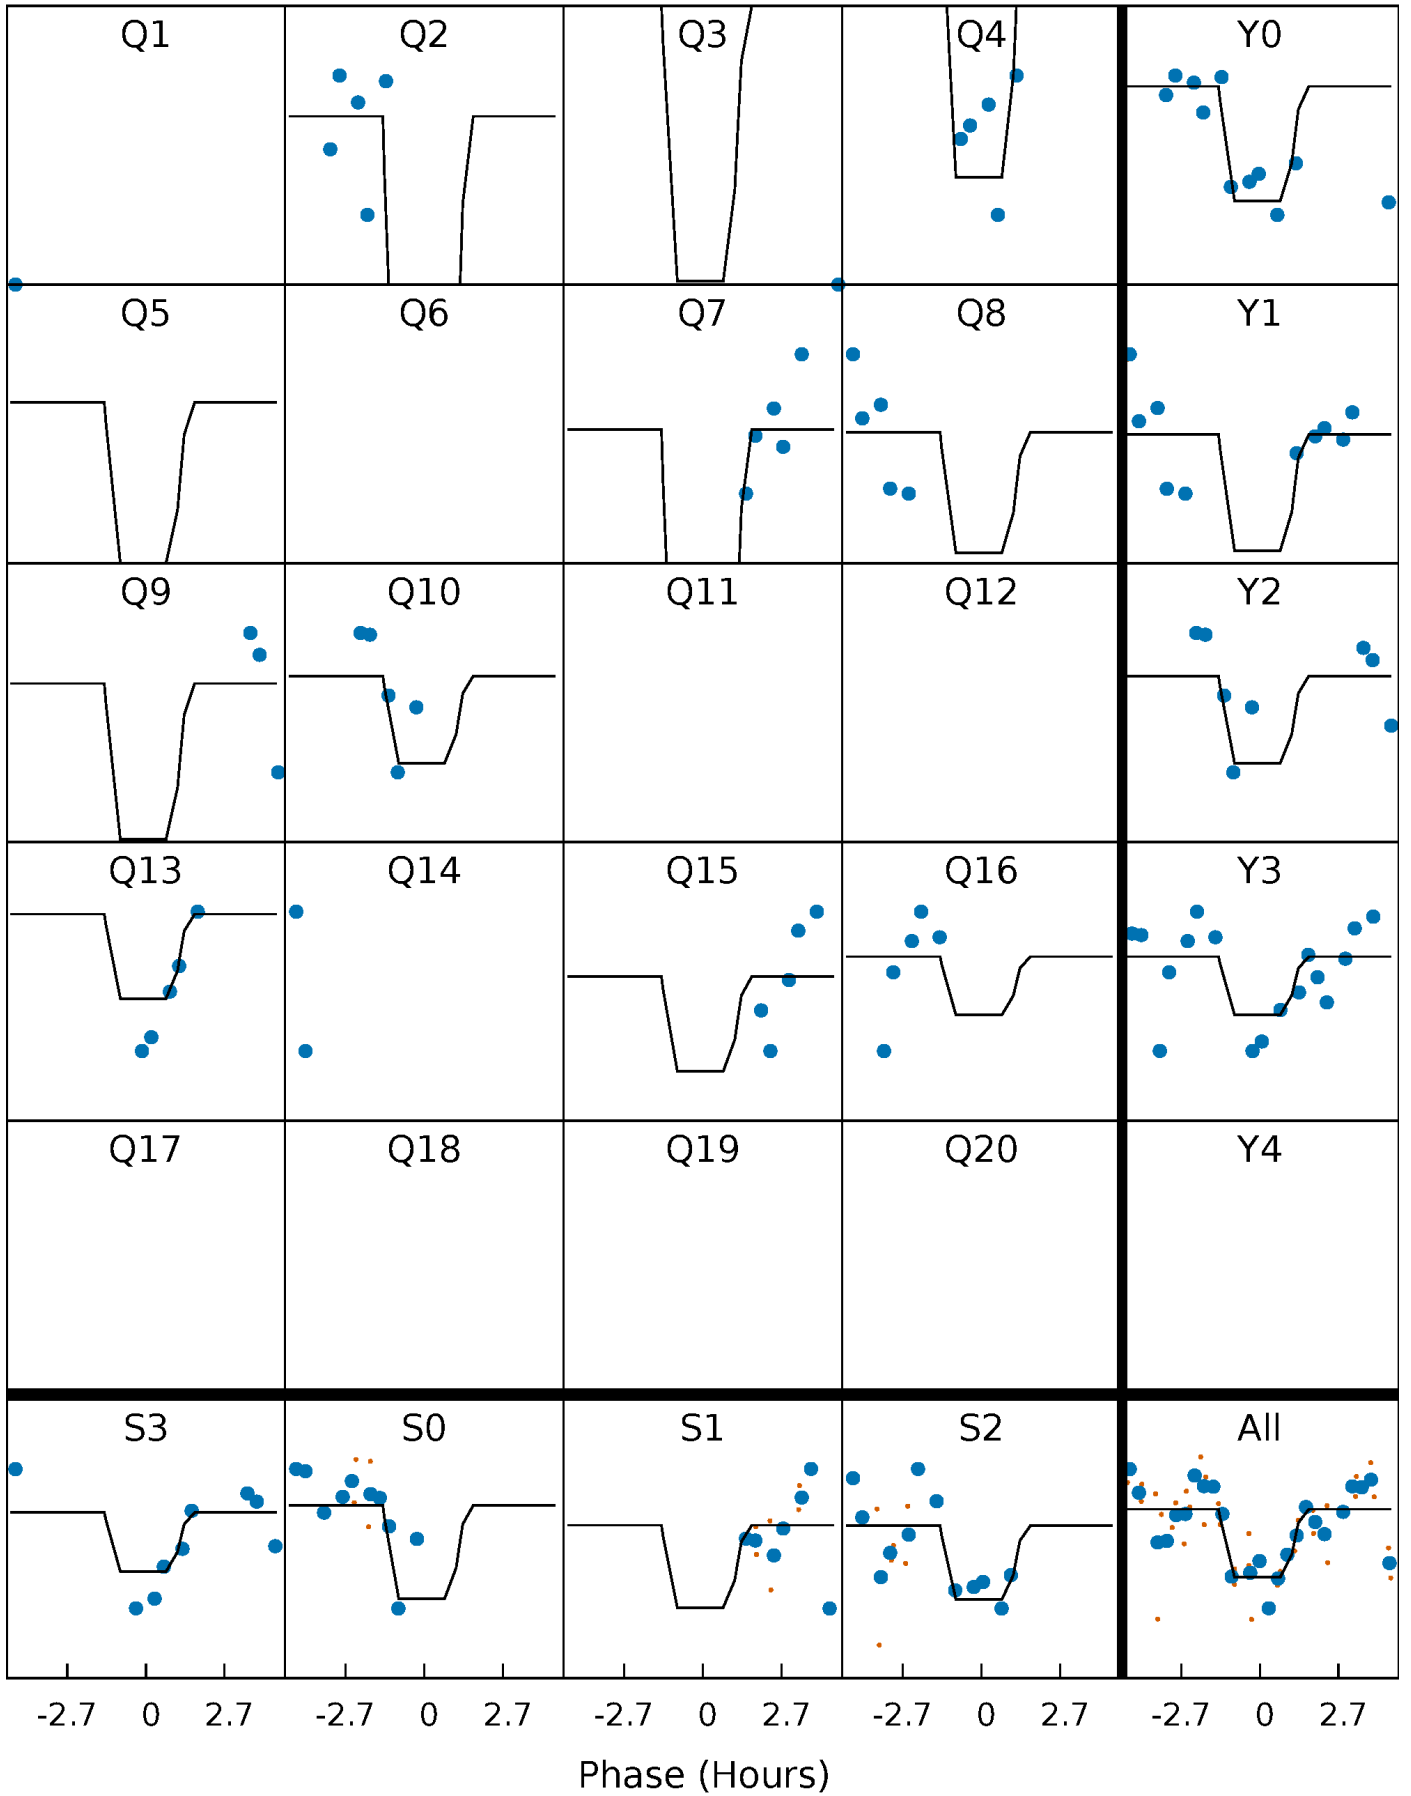 Q1 Q2 Q3 Q4 Y0
Q5 Q6 Q7 Q8 Y1
Q9 Q10 Q11 Q12 Y2
Q13 Q14 Q15 Q16 Y3
Q17 Q18 Q19 Q20 Y4
S3 S0 S1 S2 All
-2.7 0 2.7 -2.7 0 2.7 -2.7 0 2.7 -2.7 0 2.7 -2.7 0 2.7
Phase (Hours)